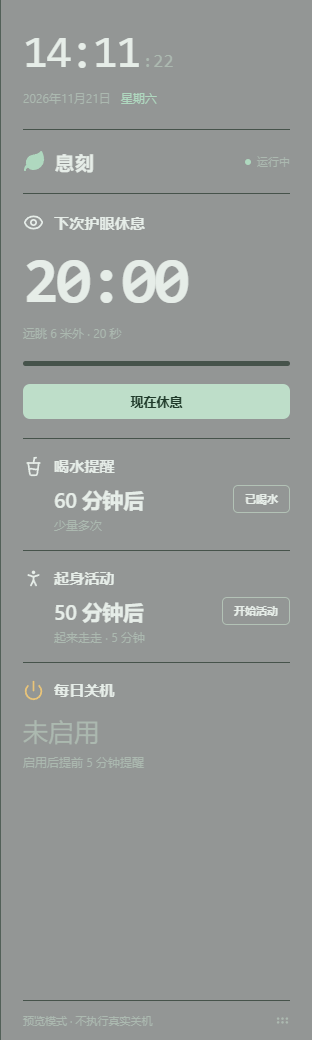 14:11:22
2026年11月21日 星期六
息刻 运行中
下次护眼休息
20:00
远眺 6 米外 · 20 秒
现在休息
喝水提醒
60 分钟后 已喝水
少量多次
起身活动
50 分钟后 开始活动
起来走走 · 5 分钟
每日关机
未启用
启用后提前 5 分钟提醒
预览模式 · 不执行真实关机